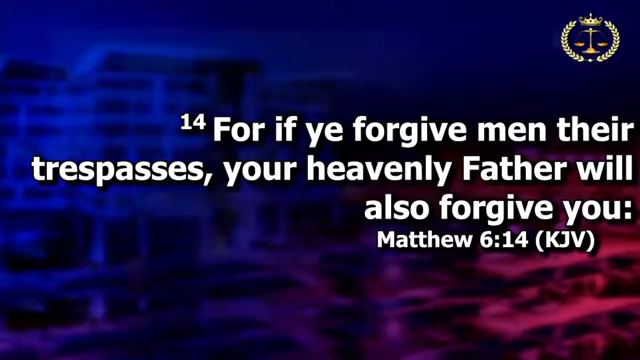 14 For if ye forgive men their
trespasses, your heavenly Father will
also forgive you:
Matthew 6:14 (KJV)